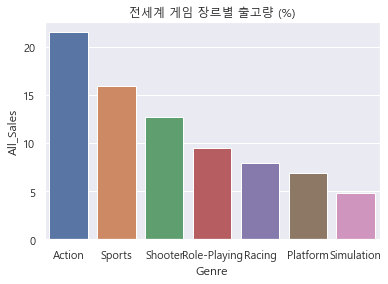 전세계 게임 장르별 출고량 (%)
All_Sales
20
15
10
5
0
Action Sports Shooter Role-Playing Racing Platform Simulation
Genre